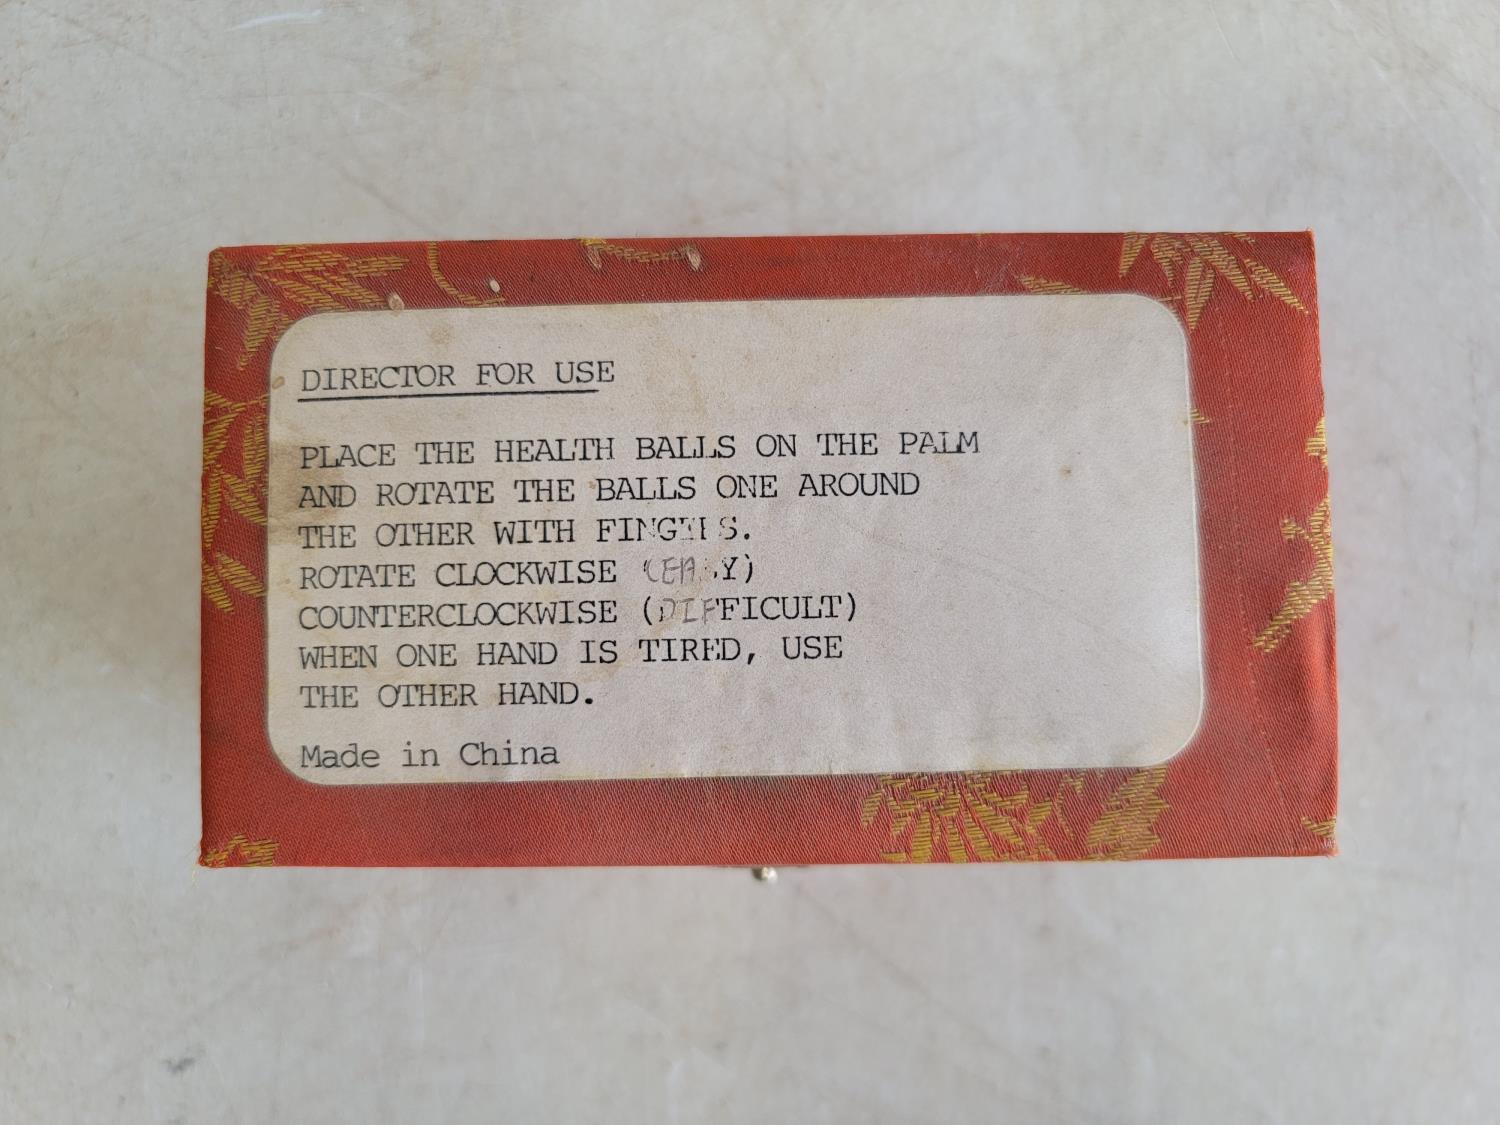 DIRECTOR FOR USE
PLACE THE HEALTH BALLS ON THE PALM
AND ROTATE THE BALLS ONE AROUND
THE OTHER WITH FINGERS.
ROTATE CLOCKWISE (EASY)
COUNTERCLOCKWISE (DIFFICULT)
WHEN ONE HAND IS TIRED, USE
THE OTHER HAND.
Made in China